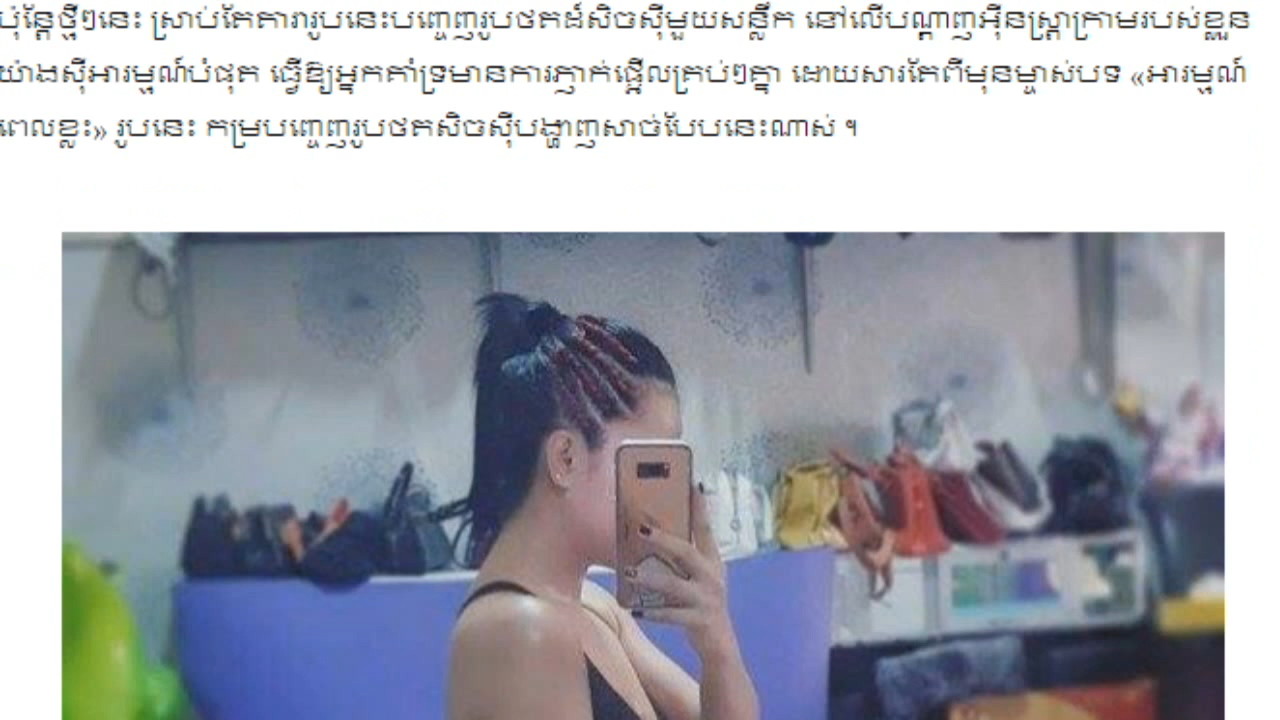 ប៉ុន្តែថ្មីៗនេះ ស្រាប់តែតារារូបនេះបញ្ចេញរូបថតដ៍សិចស៊ីមួយសន្លឹក នៅលើបណ្ដាញអ៊ីនស្ត្រាក្រាមរបស់ខ្លួន
យ៉ាងស៊ីអារម្មណ៍បំផុត ធ្វើឱ្យអ្នកគាំទ្រមានការភ្ញាក់ផ្អើលគ្រប់ៗគ្នា ដោយសារតែពីមុនម្ចាស់បទ «អារម្មណ៍
ពេលខ្លះ» រូបនេះ កម្របញ្ចេញរូបថតសិចស៊ីបង្ហាញសាច់បែបនេះណាស់ ។